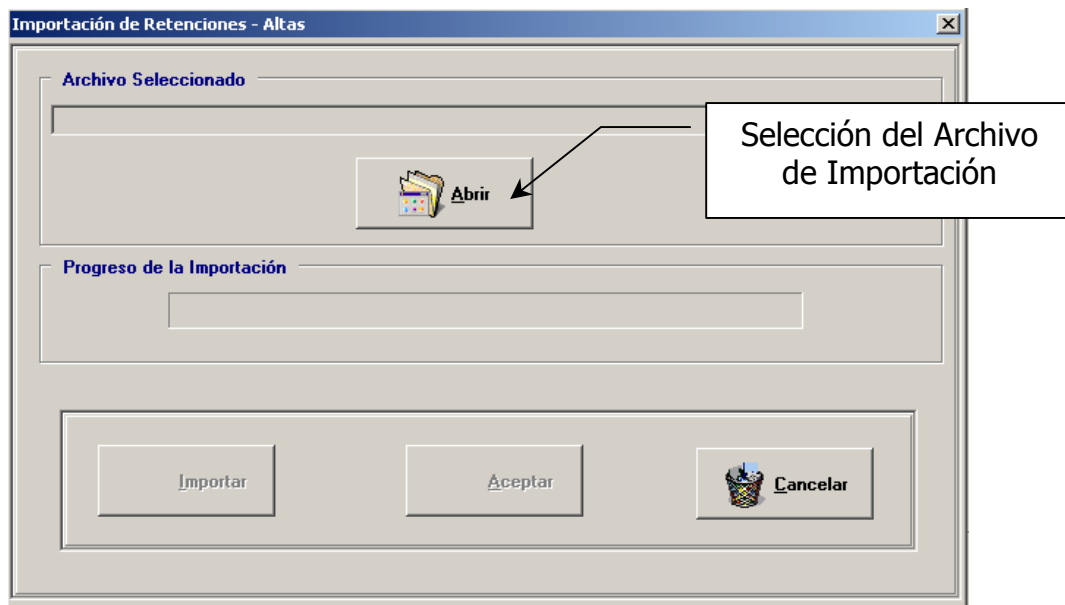 Importación de Retenciones - Altas
Archivo Seleccionado
Selección del Archivo
de Importación
Abrir
Progreso de la Importación
Importar
Aceptar
Cancelar